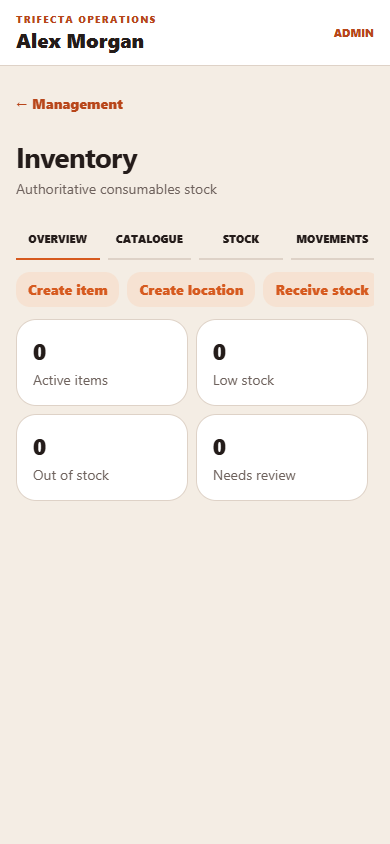 TRIFECTA OPERATIONS
Alex Morgan
ADMIN
← Management
Inventory
Authoritative consumables stock
OVERVIEW CATALOGUE STOCK MOVEMENTS
Create item Create location Receive stock
0
Active items
0
Low stock
0
Out of stock
0
Needs review